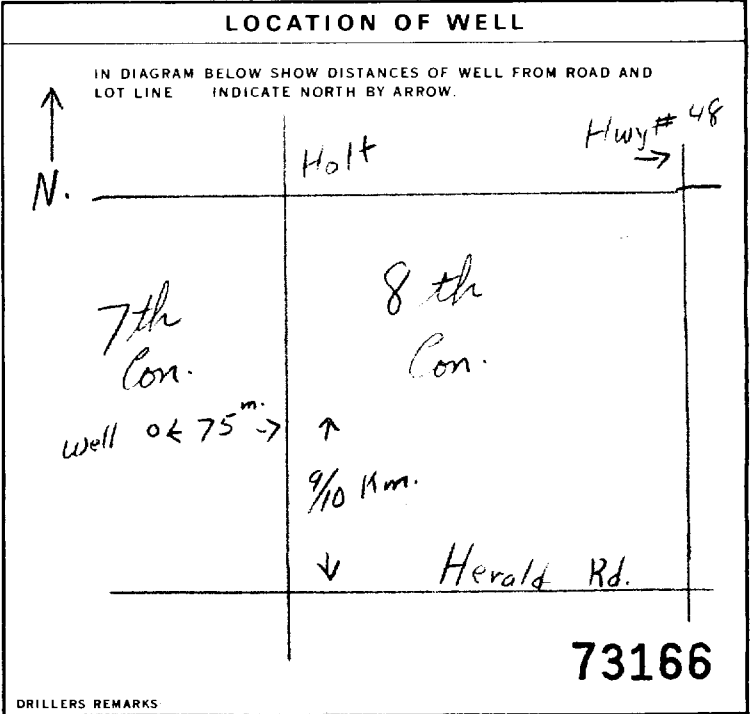 LOCATION OF WELL
IN DIAGRAM BELOW SHOW DISTANCES OF WELL FROM ROAD AND
LOT LINE INDICATE NORTH BY ARROW.
N.
Holt
Hwy # 48
7th
Con.
8 th
Con.
well 75 m.
9/10 Km.
Herald Rd.
73166
DRILLERS REMARKS